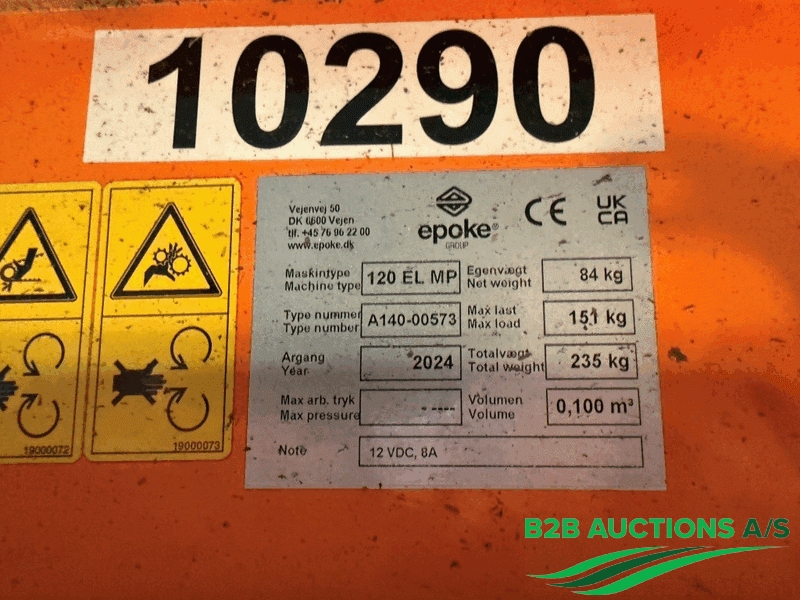 10290
Vejenvej 50
DK 6600 Vejen
tlf. +45 76 96 22 00
www.epoke.dk
epoke®
GROUP
CE
UK
CA
Maskintype
Machine type
120 EL MP
Egenvægt
Net weight
84 kg
Type nummer
Type number
A140-00573
Max last
Max load
151 kg
Årgang
Year
2024
Totalvægt
Total weight
235 kg
Max arb. tryk
Max pressure
- ----
Volumen
Volume
0,100 m³
Note
12 VDC, 8A
19000072
19000073
B2B AUCTIONS A/S